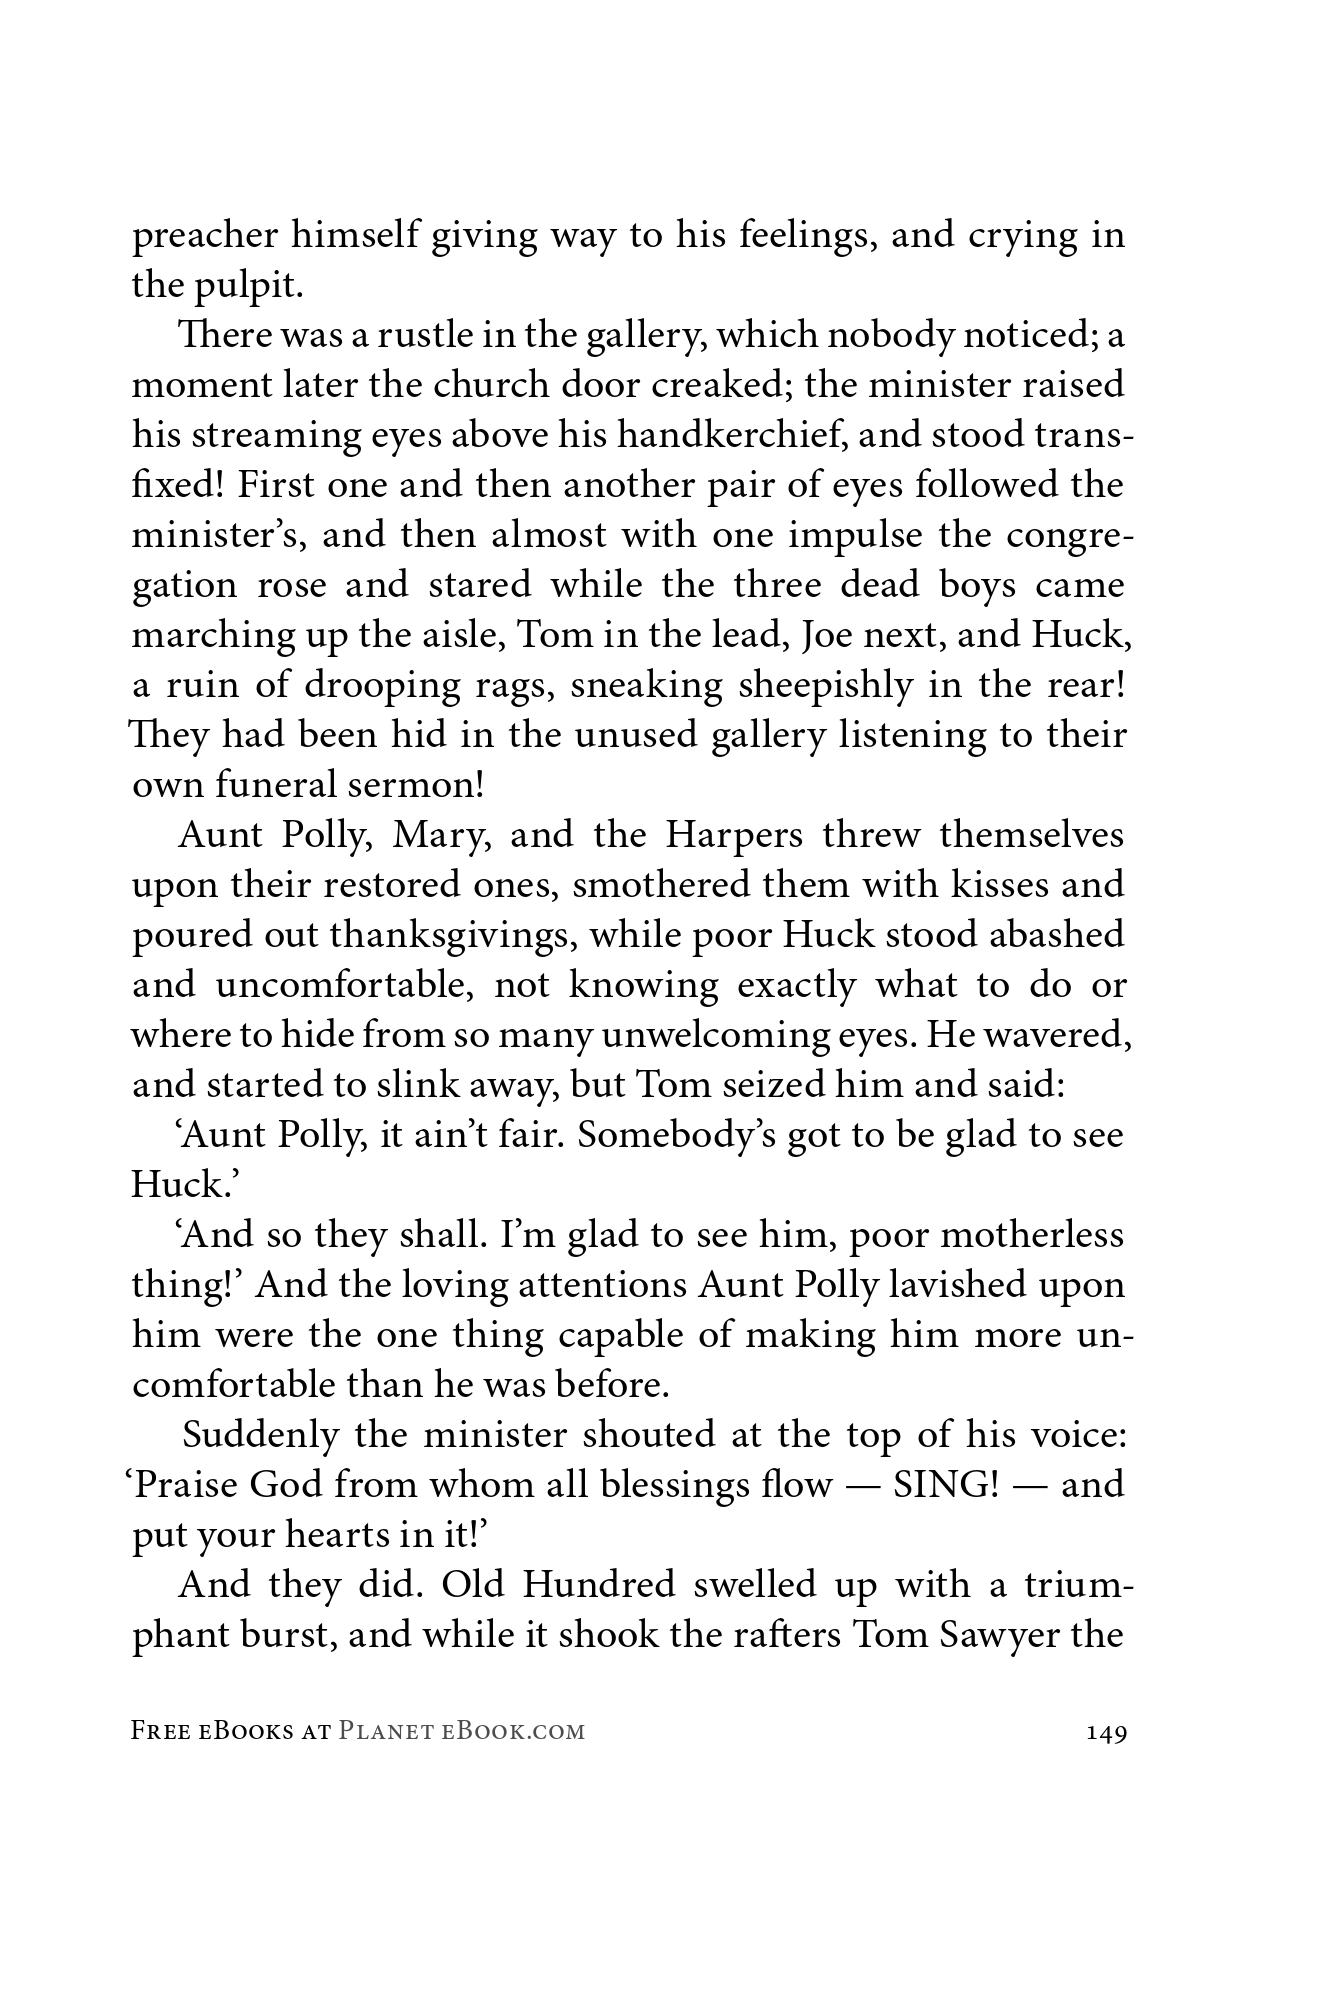 preacher himself giving way to his feelings, and crying in
the pulpit.
There was a rustle in the gallery, which nobody noticed; a
moment later the church door creaked; the minister raised
his streaming eyes above his handkerchief, and stood trans-
fixed! First one and then another pair of eyes followed the
minister’s, and then almost with one impulse the congre-
gation rose and stared while the three dead boys came
marching up the aisle, Tom in the lead, Joe next, and Huck,
a ruin of drooping rags, sneaking sheepishly in the rear!
They had been hid in the unused gallery listening to their
own funeral sermon!
Aunt Polly, Mary, and the Harpers threw themselves
upon their restored ones, smothered them with kisses and
poured out thanksgivings, while poor Huck stood abashed
and uncomfortable, not knowing exactly what to do or
where to hide from so many unwelcoming eyes. He wavered,
and started to slink away, but Tom seized him and said:
‘Aunt Polly, it ain’t fair. Somebody’s got to be glad to see
Huck.’
‘And so they shall. I’m glad to see him, poor motherless
thing!’ And the loving attentions Aunt Polly lavished upon
him were the one thing capable of making him more un-
comfortable than he was before.
Suddenly the minister shouted at the top of his voice:
‘Praise God from whom all blessings flow — SING! — and
put your hearts in it!’
And they did. Old Hundred swelled up with a trium-
phant burst, and while it shook the rafters Tom Sawyer the
Free eBooks at Planet eBook.com 149